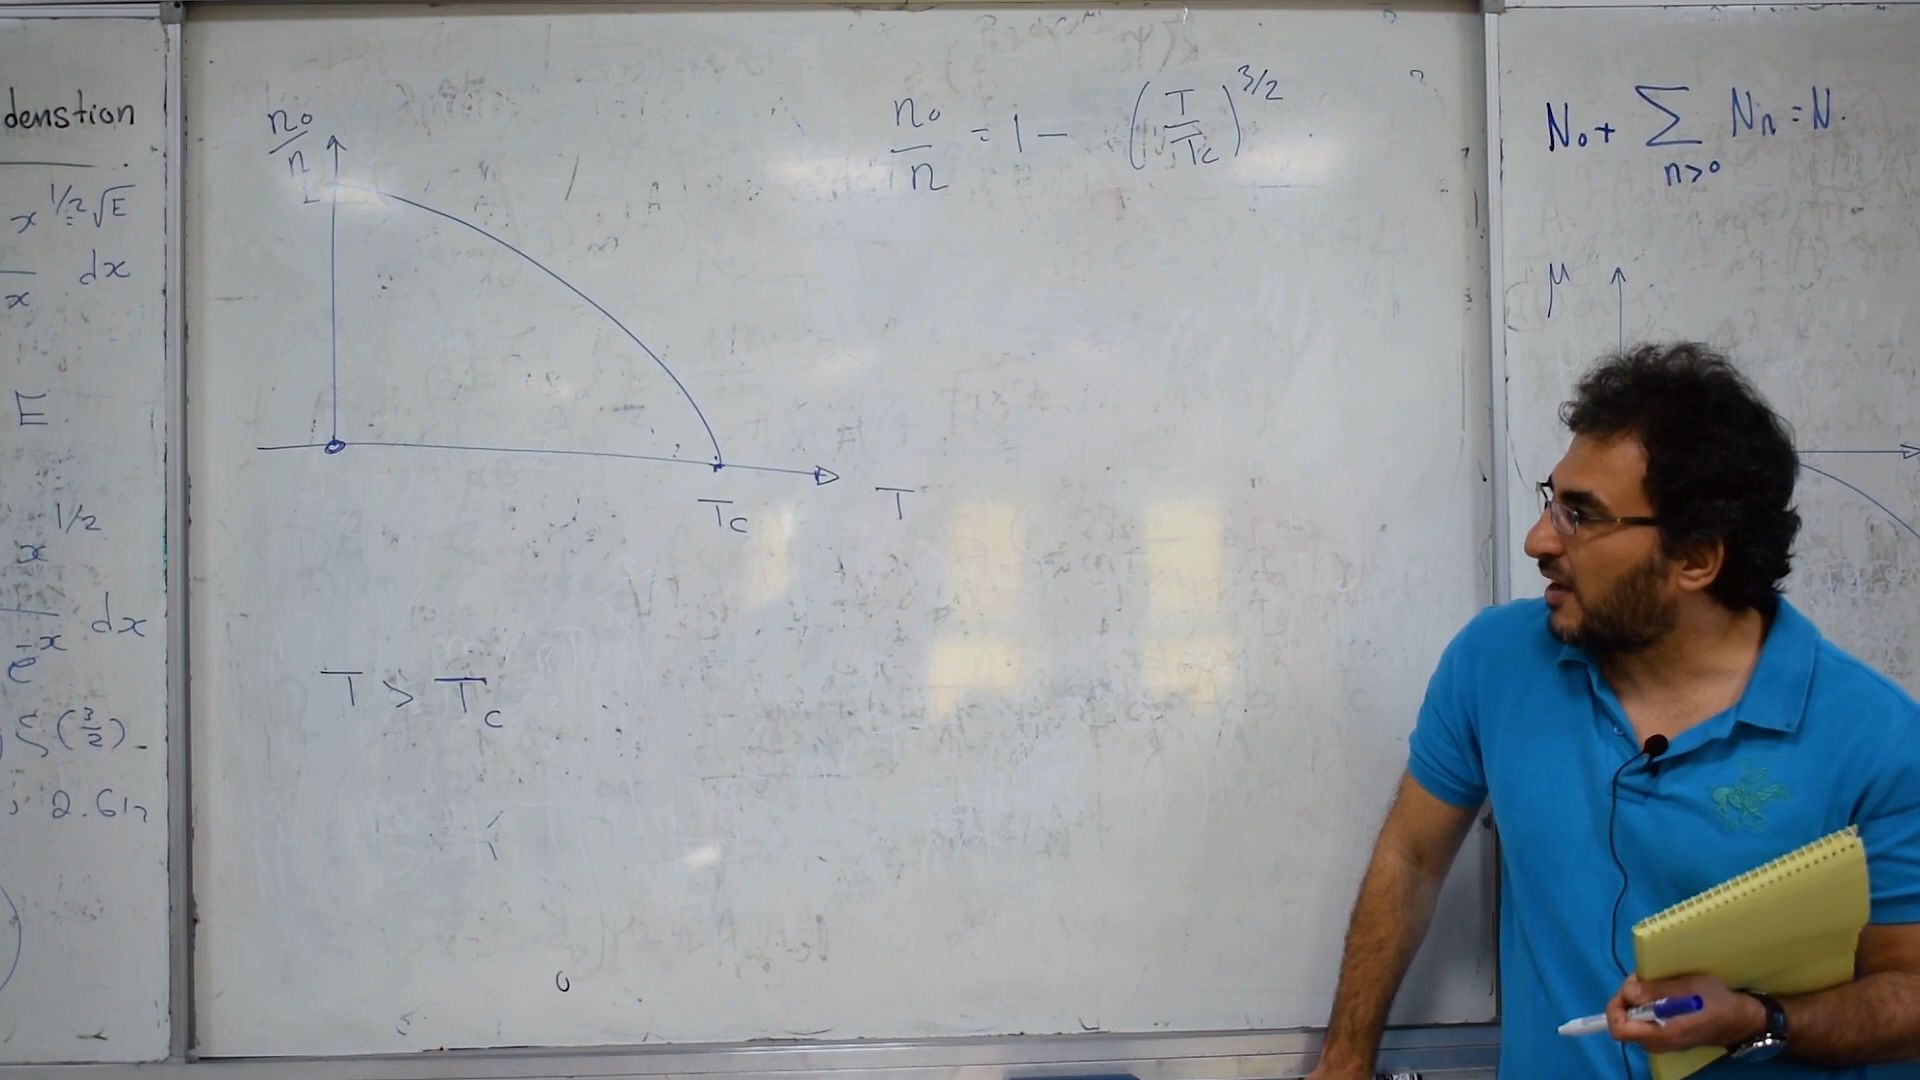 denstion
x^{1/2} √E
x dx
E
x^{1/2}
e^{-x} dx
ζ(3/2)
2.612
n₀/n
1
T_c T
n₀/n = 1 - (T/T_c)^{3/2}
T > T_c
N₀ + Σ_{n>0} N_n = N.
μ